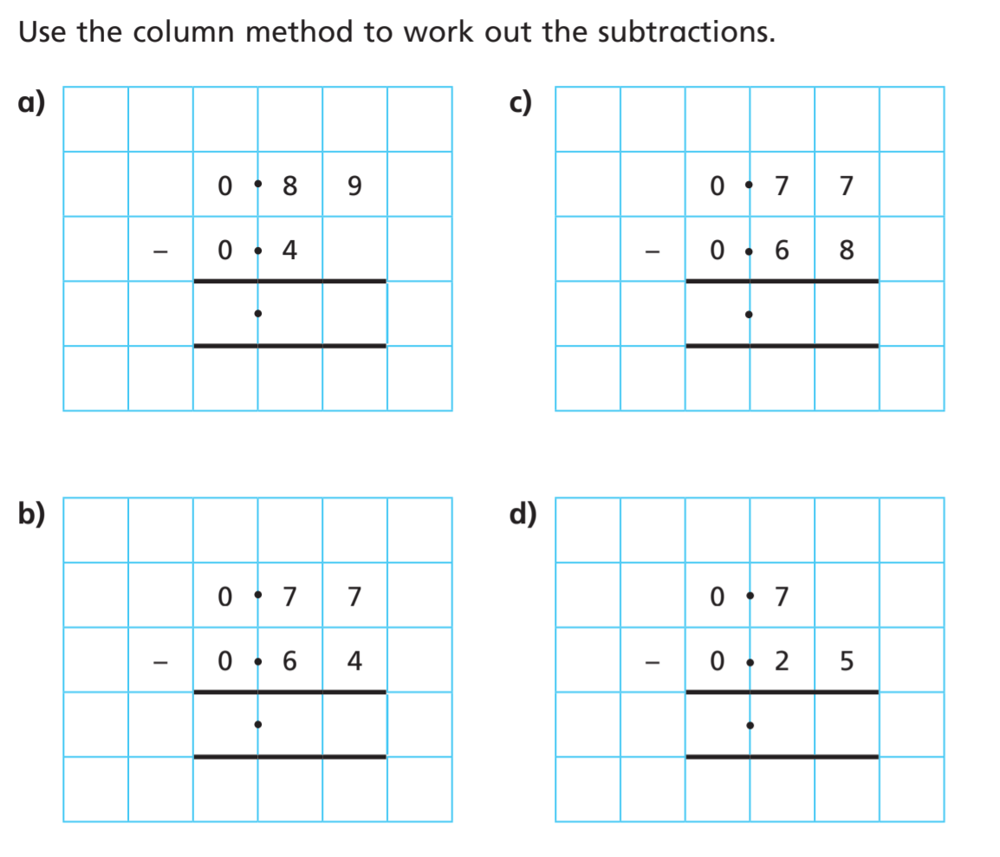 Use the column method to work out the subtractions.
a)
0 • 8 9
– 0 • 4
•
c)
0 • 7 7
– 0 • 6 8
•
b)
0 • 7 7
– 0 • 6 4
•
d)
0 • 7
– 0 • 2 5
•